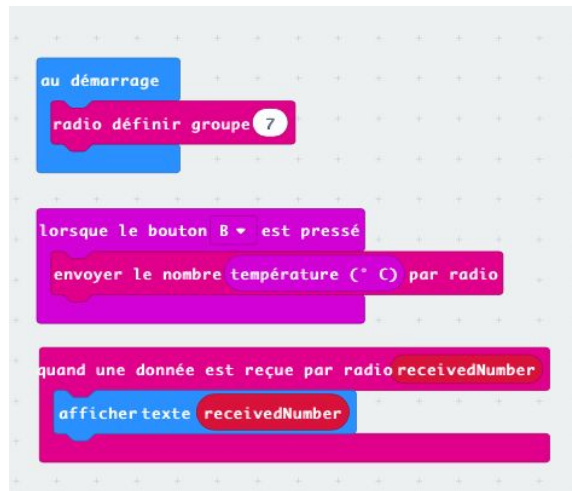 au démarrage
radio définir groupe 7
lorsque le bouton B est pressé
envoyer le nombre température (° C) par radio
quand une donnée est reçue par radio receivedNumber
afficher texte receivedNumber